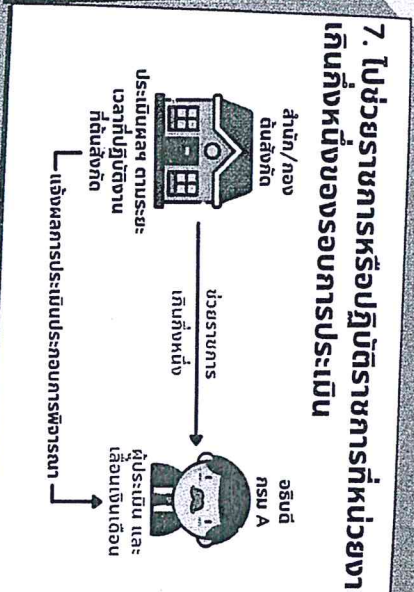 7. ไปช่วยราชการหรือปฏิบัติราชการที่หน่วยงา
เกินกึ่งหนึ่งของรอบการประเมิน
สำนัก/กอง
ต้นสังกัด
ประเมินผลฯ ตามระยะ
เวลาที่ปฏิบัติงาน
ที่ต้นสังกัด
ช่วยราชการ
เกินกึ่งหนึ่ง
อธิบดี
กรม A
ผู้ประเมิน และ
เลื่อนเงินเดือน
แจ้งผลการประเมินประกอบการพิจารณา